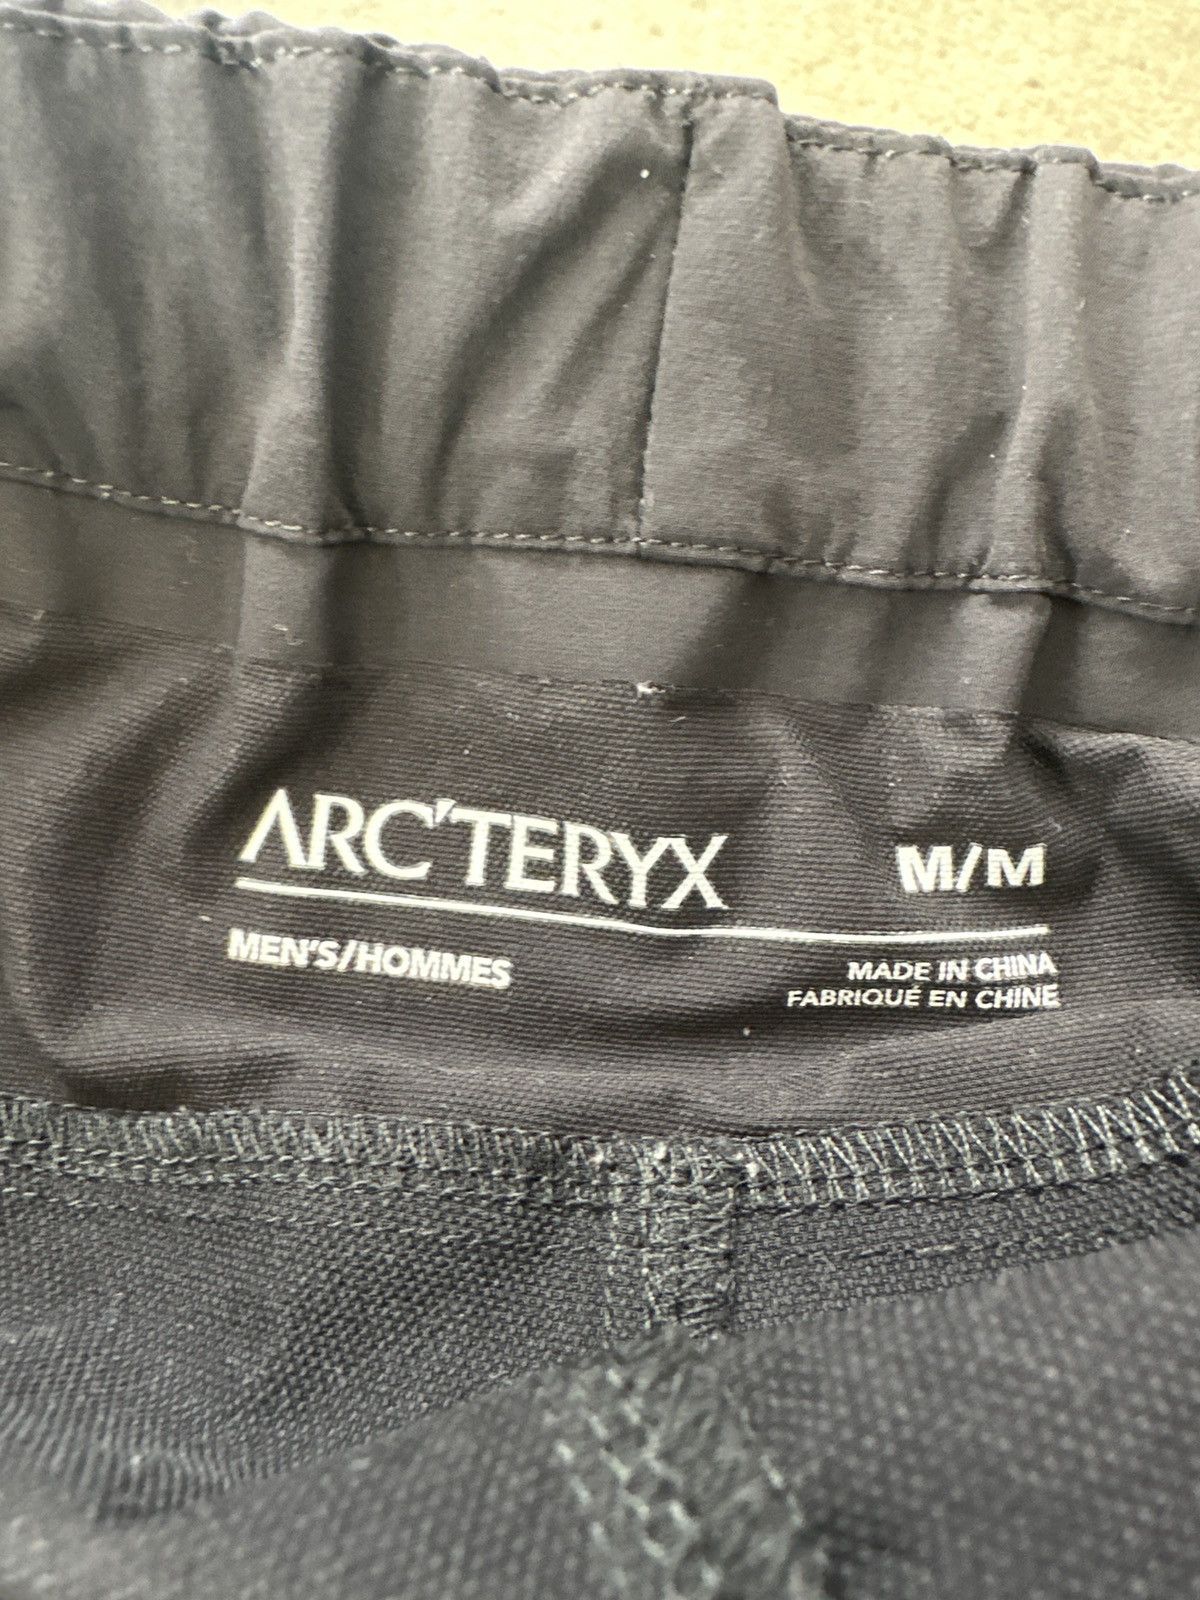 ARC'TERYX M/M
MEN'S/HOMMES
MADE IN CHINA
FABRIQUÉ EN CHINE